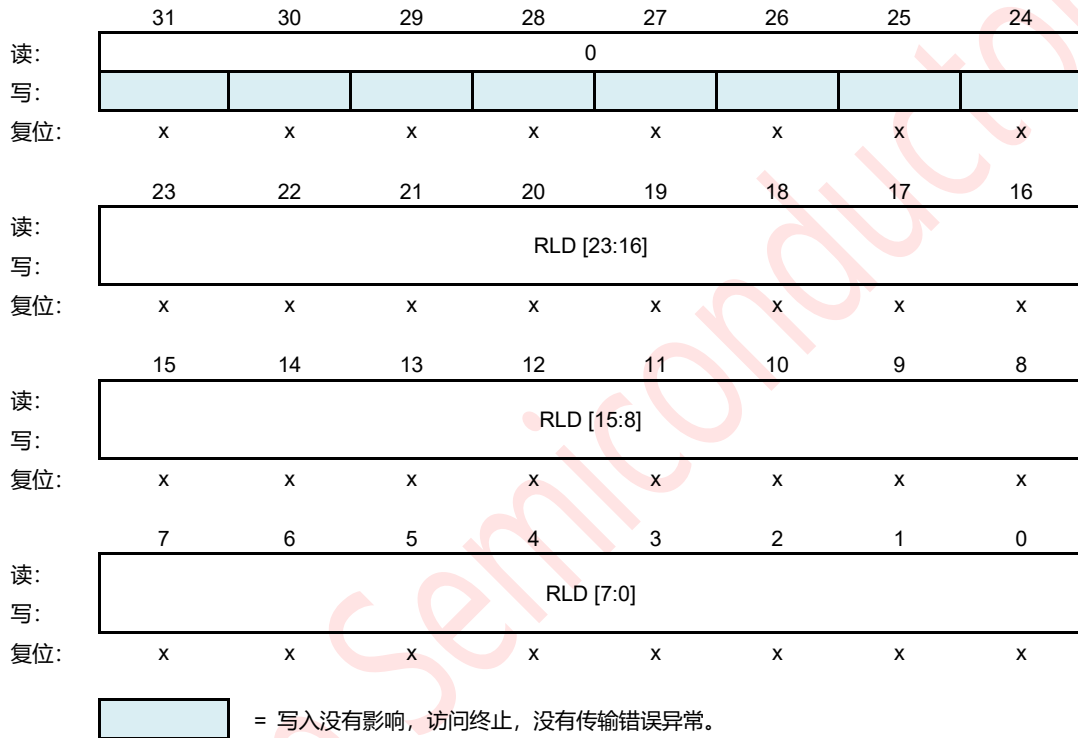 31 30 29 28 27 26 25 24
读: 0
写:
复位: x x x x x x x x
23 22 21 20 19 18 17 16
读:
RLD [23:16]
写:
复位: x x x x x x x x
15 14 13 12 11 10 9 8
读:
RLD [15:8]
写:
复位: x x x x x x x x
7 6 5 4 3 2 1 0
读:
RLD [7:0]
写:
复位: x x x x x x x x
= 写入没有影响，访问终止，没有传输错误异常。
Semiconductor